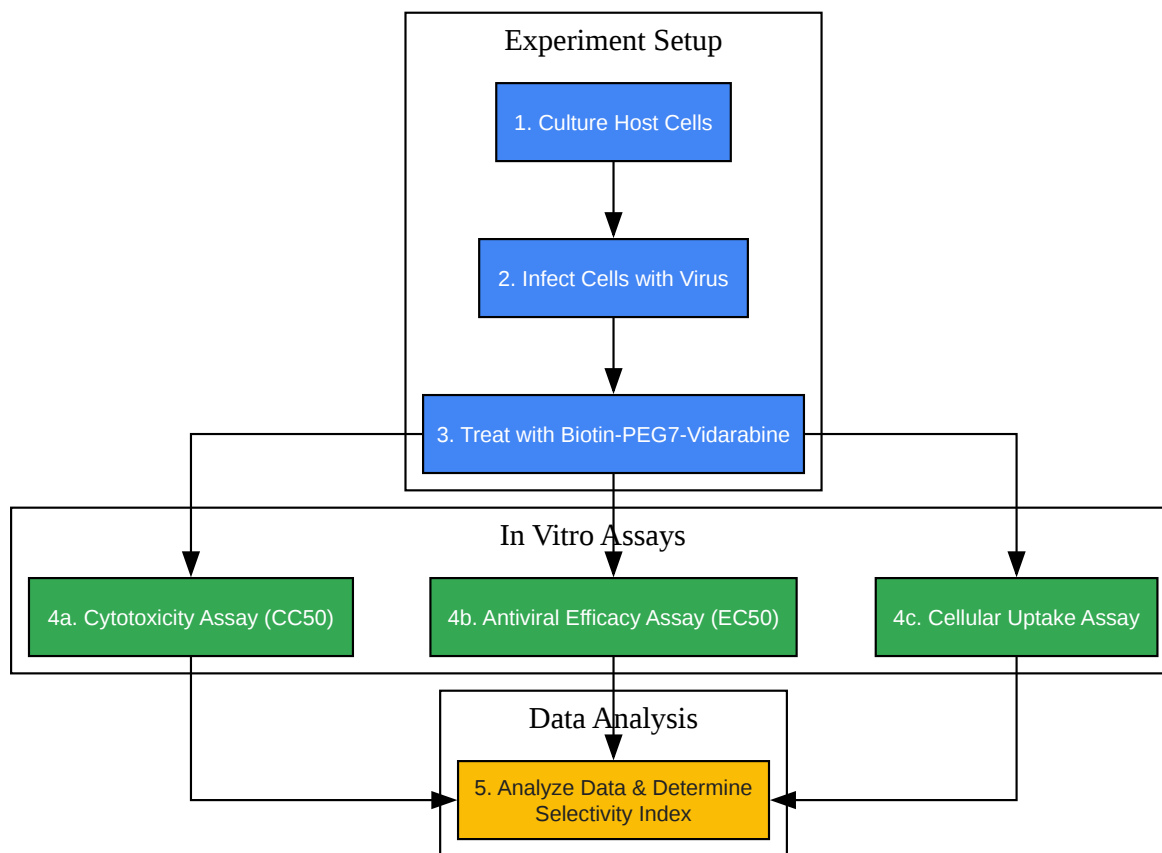 Experiment Setup
1. Culture Host Cells
2. Infect Cells with Virus
3. Treat with Biotin-PEG7-Vidarabine
In Vitro Assays
4a. Cytotoxicity Assay (CC50)
4b. Antiviral Efficacy Assay (EC50)
4c. Cellular Uptake Assay
Data Analysis
5. Analyze Data & Determine
Selectivity Index